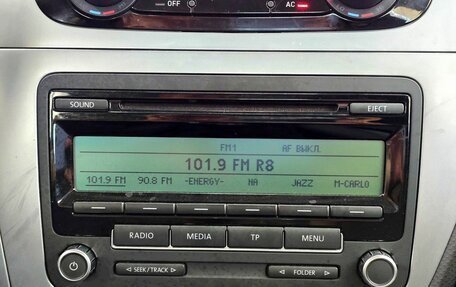 OFF AC
SOUND EJECT
FM1 AF ВЫКЛ.
101.9 FM R8
101.9 FM 90.8 FM -ENERGY- NA JAZZ M-CARLO
RADIO MEDIA TP MENU
SEEK/TRACK FOLDER